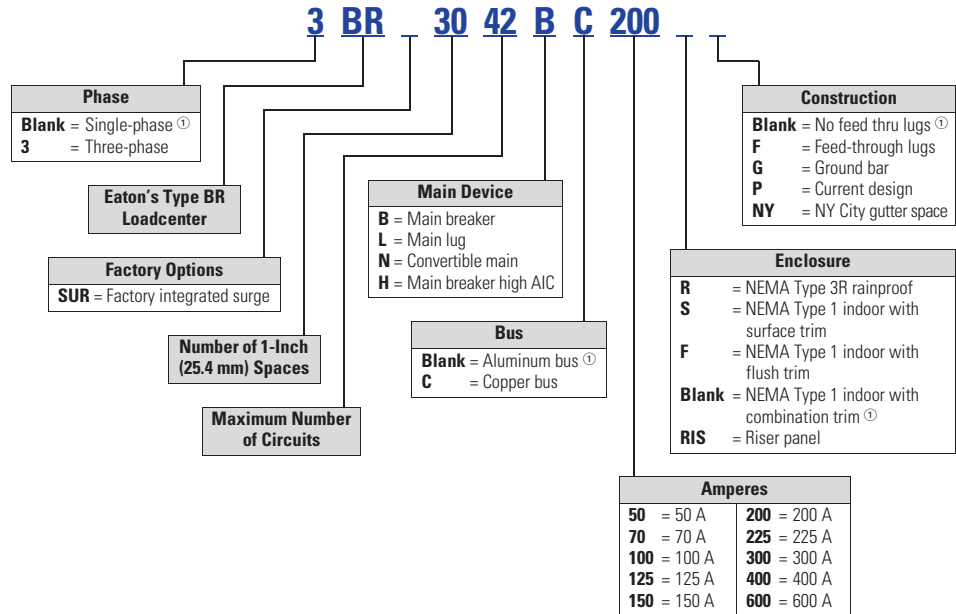 3 BR _ 30 42 B C 200 _ _
Phase
Blank = Single-phase ①
3 = Three-phase
Eaton's Type BR
Loadcenter
Factory Options
SUR = Factory integrated surge
Number of 1-Inch
(25.4 mm) Spaces
Maximum Number
of Circuits
Main Device
B = Main breaker
L = Main lug
N = Convertible main
H = Main breaker high AIC
Bus
Blank = Aluminum bus ①
C = Copper bus
Construction
Blank = No feed thru lugs ①
F = Feed-through lugs
G = Ground bar
P = Current design
NY = NY City gutter space
Enclosure
R = NEMA Type 3R rainproof
S = NEMA Type 1 indoor with
surface trim
F = NEMA Type 1 indoor with
flush trim
Blank = NEMA Type 1 indoor with
combination trim ①
RIS = Riser panel
Amperes
50 = 50 A 200 = 200 A
70 = 70 A 225 = 225 A
100 = 100 A 300 = 300 A
125 = 125 A 400 = 400 A
150 = 150 A 600 = 600 A